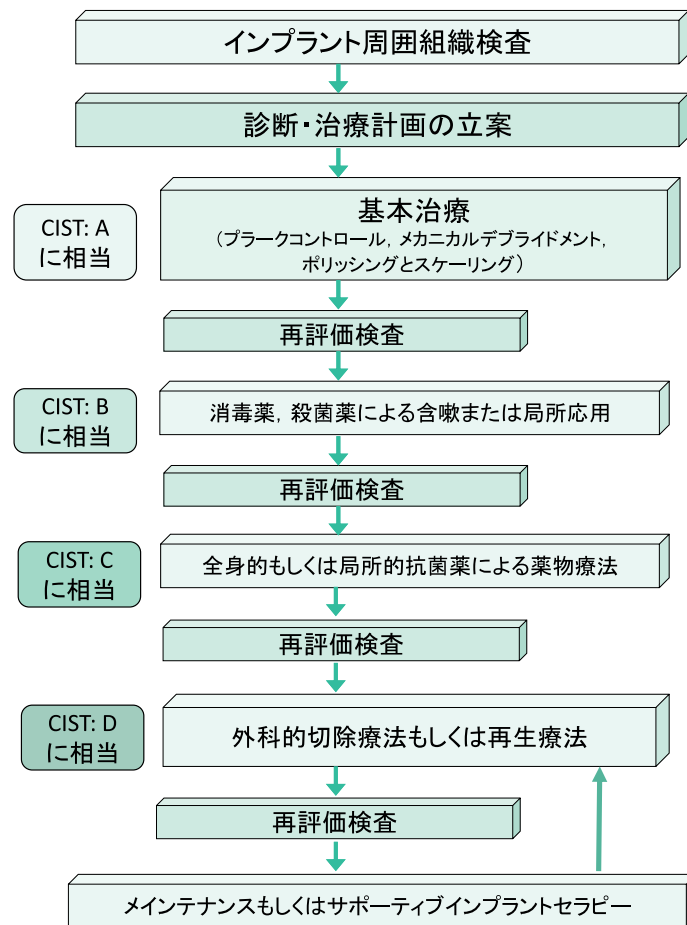 インプラント周囲組織検査
診断・治療計画の立案
CIST: A
に相当
基本治療
（プラークコントロール, メカニカルデブライドメント,
ポリッシングとスケーリング）
再評価検査
CIST: B
に相当
消毒薬，殺菌薬による含嗽または局所応用
再評価検査
CIST: C
に相当
全身的もしくは局所的抗菌薬による薬物療法
再評価検査
CIST: D
に相当
外科的切除療法もしくは再生療法
再評価検査
メインテナンスもしくはサポーティブインプラントセラピー